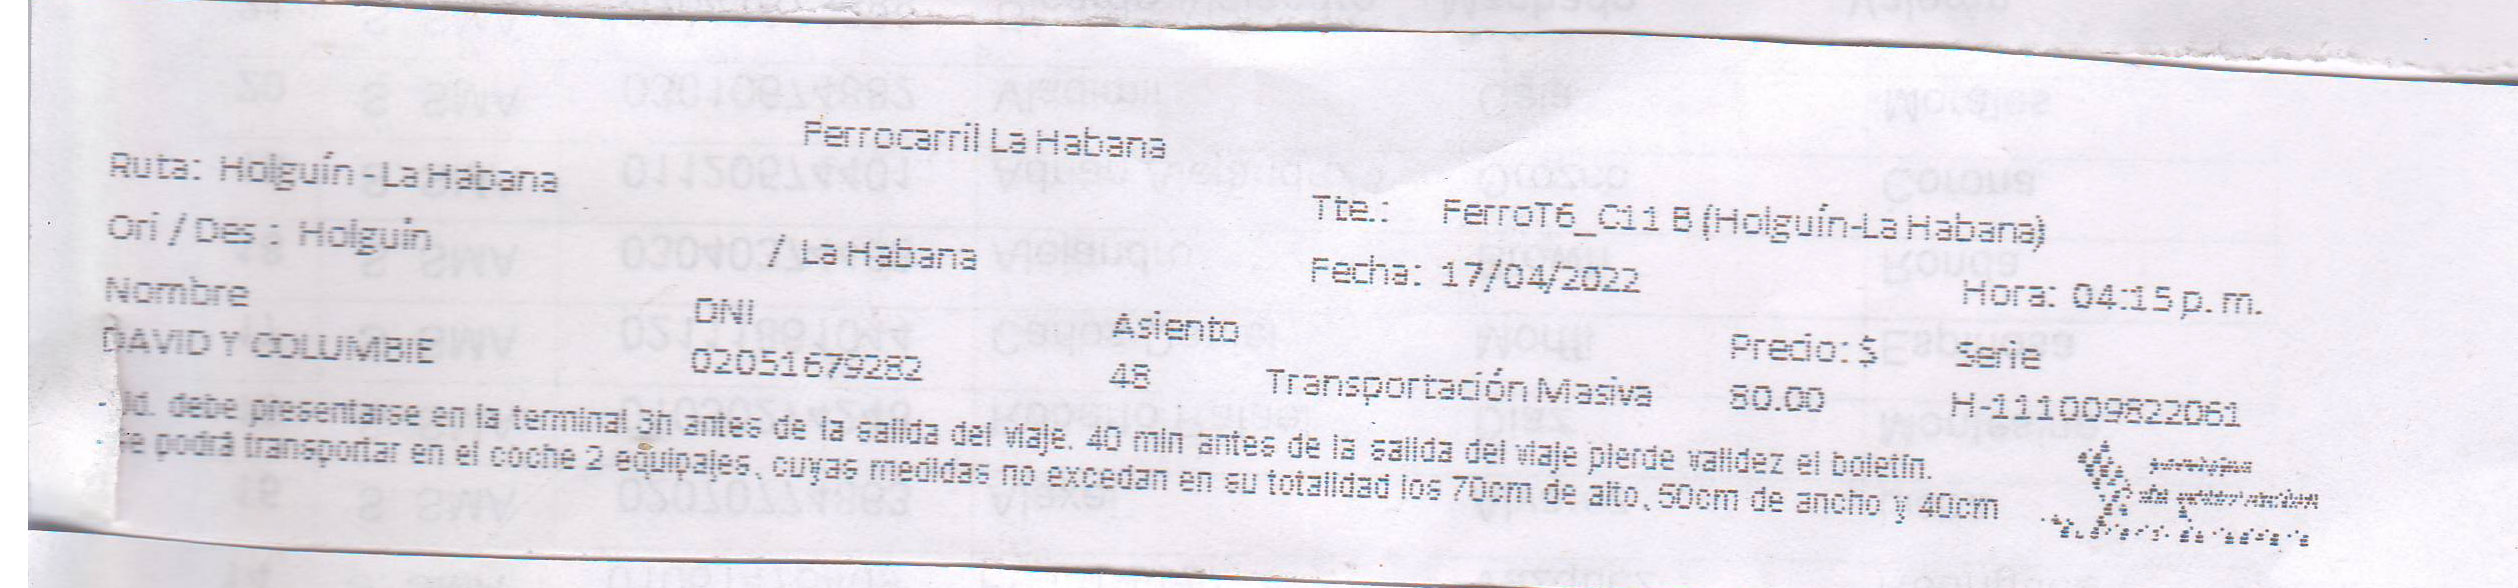 Ferrocarril La Habana
Ruta: Holguín - La Habana
Tte.: FerroT6_C11 B (Holguín-La Habana)
Ori / Des : Holguín / La Habana
Fecha: 17/04/2022 Hora: 04:15 p. m.
Nombre DNI Asiento Precio: $ Serie
DAVID Y COLUMBIE 02051679282 48 Transportación Masiva 80.00 H-111009822061
Ud. debe presentarse en la terminal 3h antes de la salida del viaje. 40 min antes de la salida del viaje pierde validez el boletín.
Se podrá transportar en el coche 2 equipajes, cuyas medidas no excedan en su totalidad los 70cm de alto, 50cm de ancho y 40cm